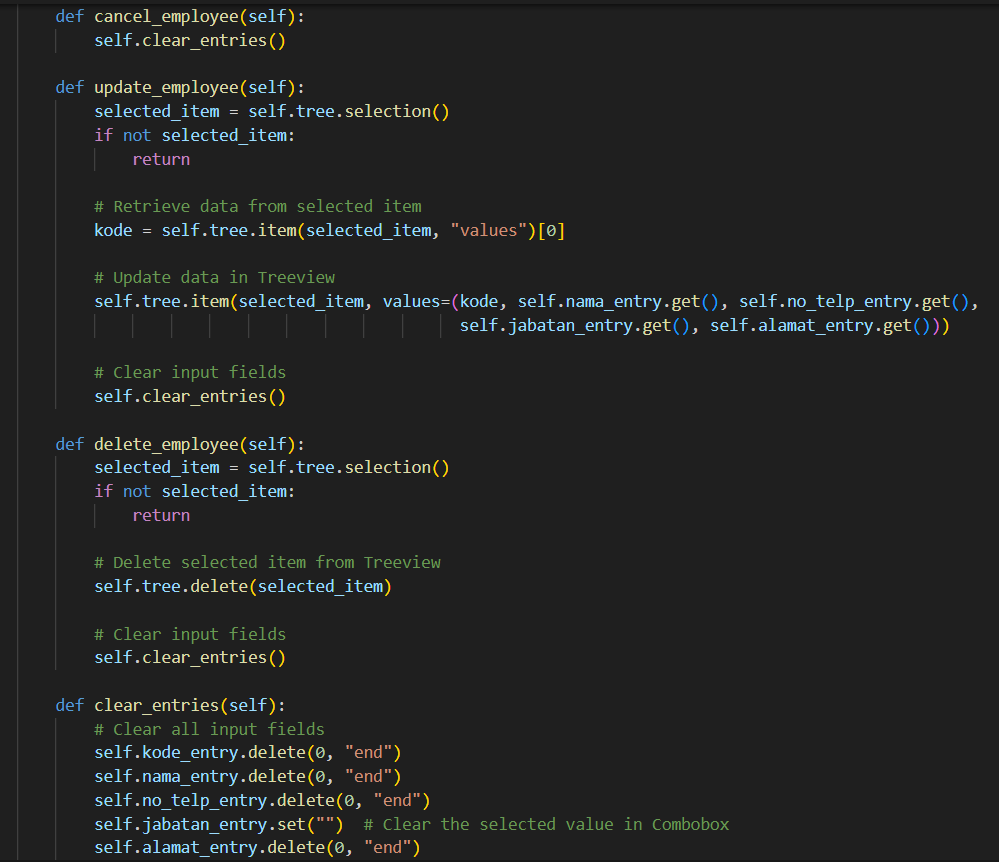 def cancel_employee(self):
    self.clear_entries()

def update_employee(self):
    selected_item = self.tree.selection()
    if not selected_item:
        return

    # Retrieve data from selected item
    kode = self.tree.item(selected_item, "values")[0]

    # Update data in Treeview
    self.tree.item(selected_item, values=(kode, self.nama_entry.get(), self.no_telp_entry.get(),
                                          self.jabatan_entry.get(), self.alamat_entry.get()))

    # Clear input fields
    self.clear_entries()

def delete_employee(self):
    selected_item = self.tree.selection()
    if not selected_item:
        return

    # Delete selected item from Treeview
    self.tree.delete(selected_item)

    # Clear input fields
    self.clear_entries()

def clear_entries(self):
    # Clear all input fields
    self.kode_entry.delete(0, "end")
    self.nama_entry.delete(0, "end")
    self.no_telp_entry.delete(0, "end")
    self.jabatan_entry.set("")  # Clear the selected value in Combobox
    self.alamat_entry.delete(0, "end")